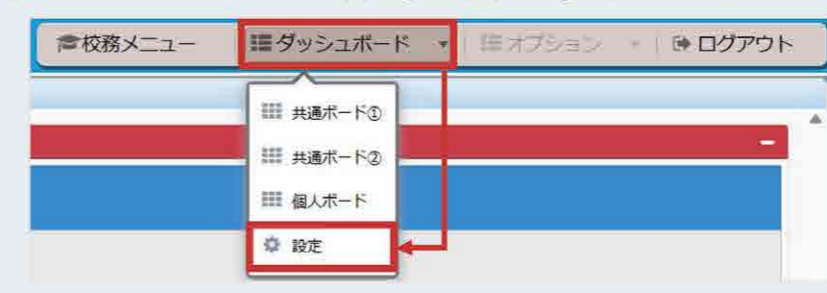 校務メニュー ダッシュボード オプション ログアウト
共通ボード①
共通ボード②
個人ボード
設定